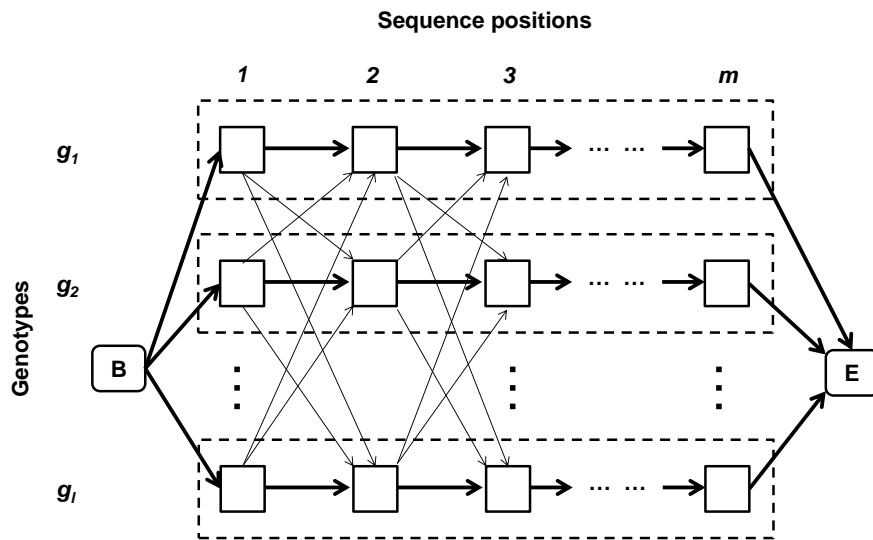 Sequence positions
1 2 3 m
Genotypes
g1
... ...
g2
... ...
B
E
gl
... ...